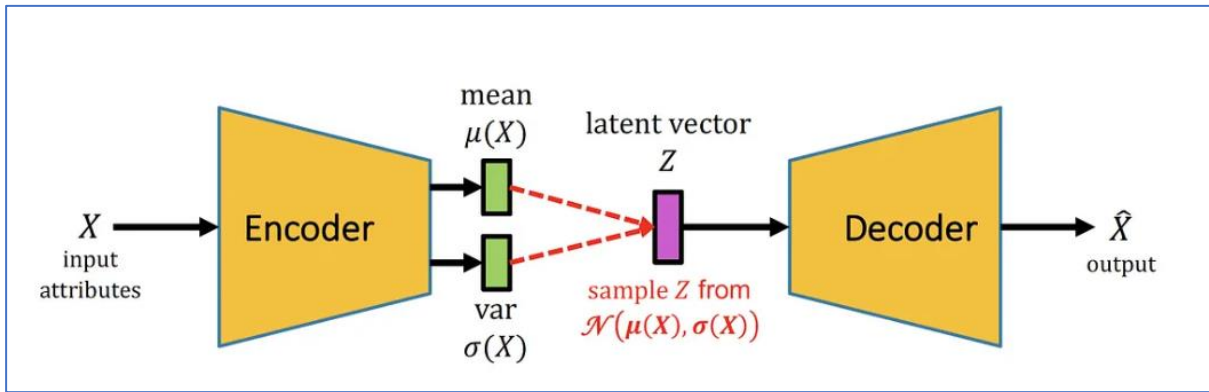 X
input
attributes
Encoder
mean
μ(X)
var
σ(X)
latent vector
Z
sample Z from
𝒩(μ(X), σ(X))
Decoder
X̂
output